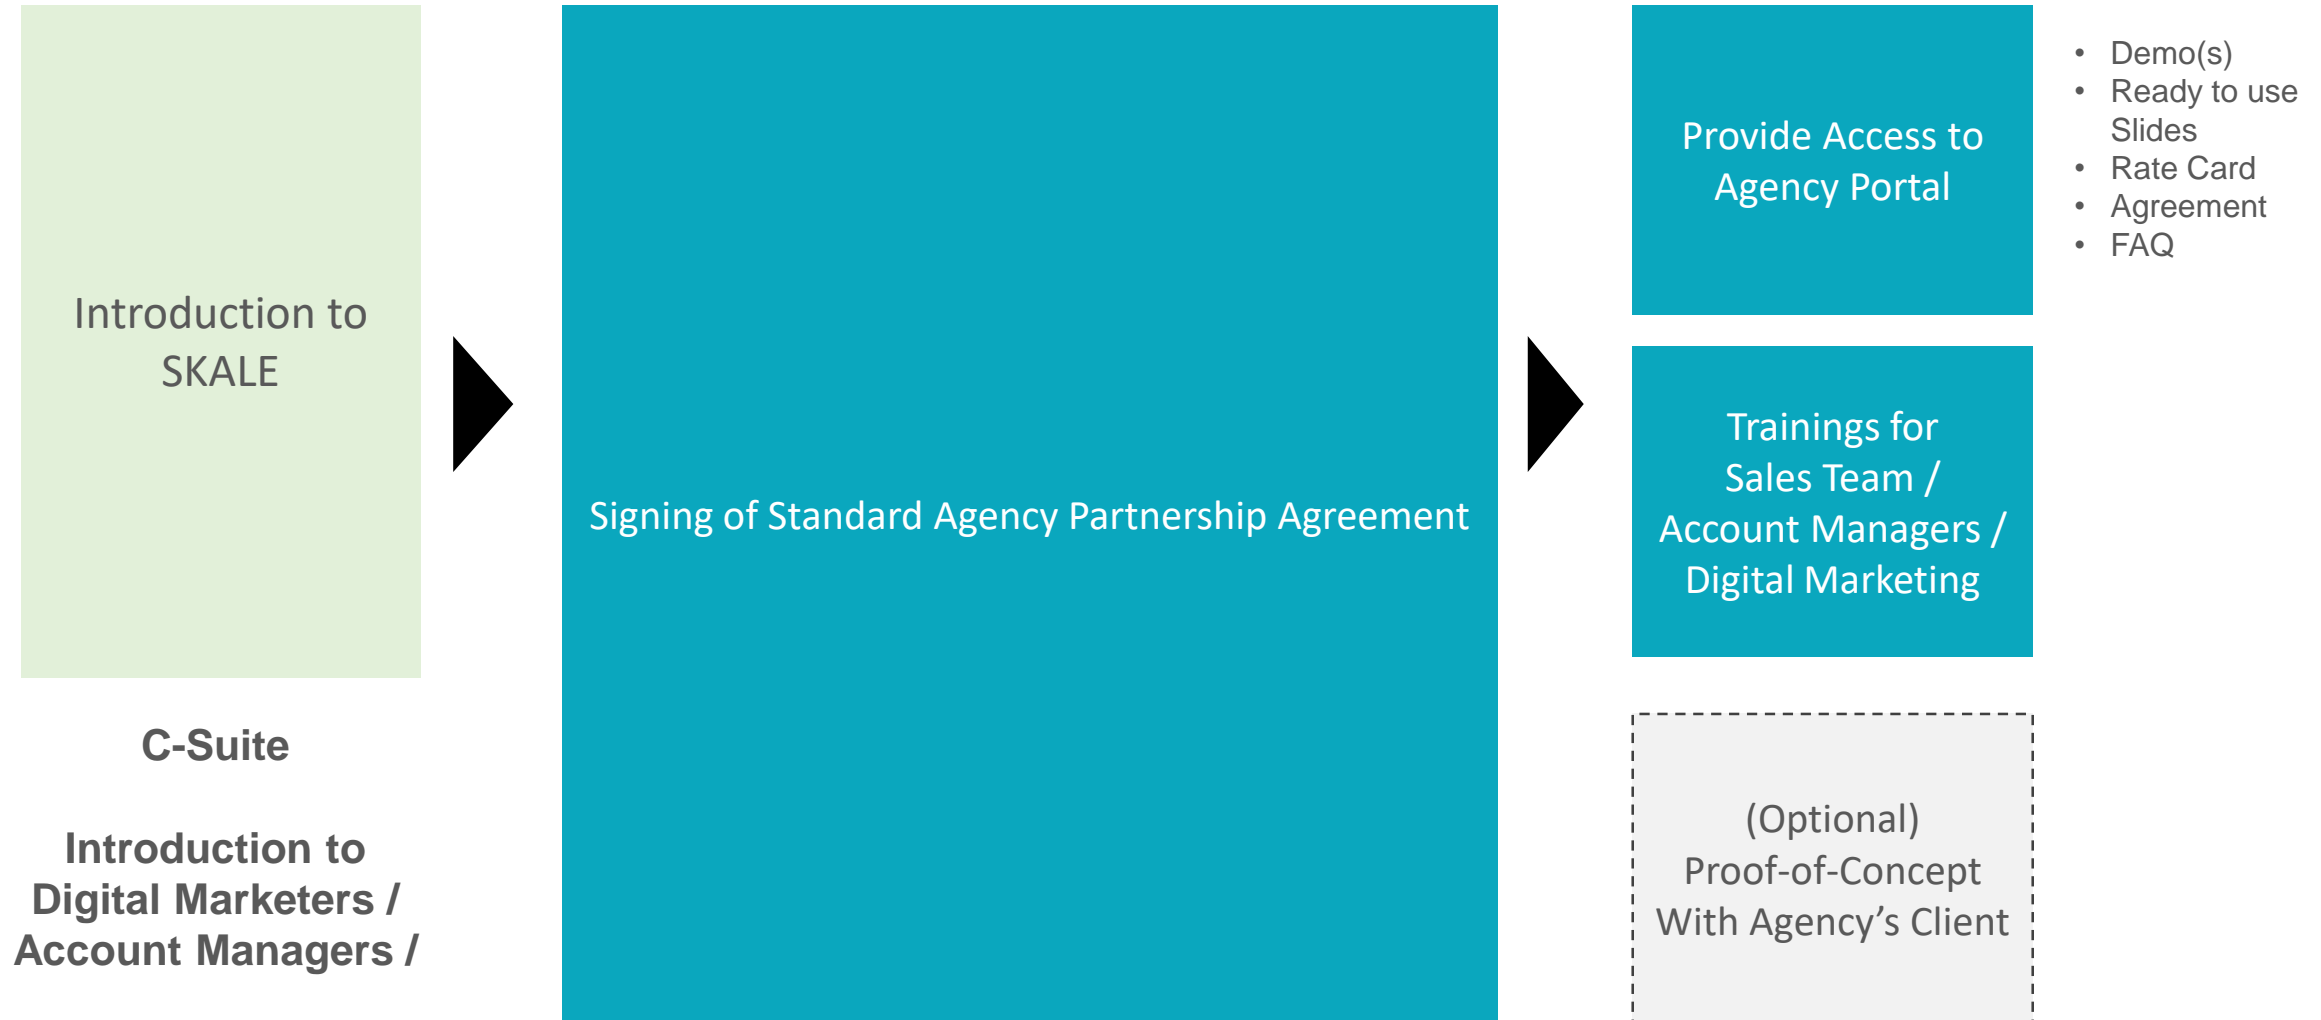 Introduction to
SKALE
C-Suite
Introduction to
Digital Marketers /
Account Managers /
Signing of Standard Agency Partnership Agreement
Provide Access to
Agency Portal
• Demo(s)
• Ready to use
Slides
• Rate Card
• Agreement
• FAQ
Trainings for
Sales Team /
Account Managers /
Digital Marketing
(Optional)
Proof-of-Concept
With Agency’s Client